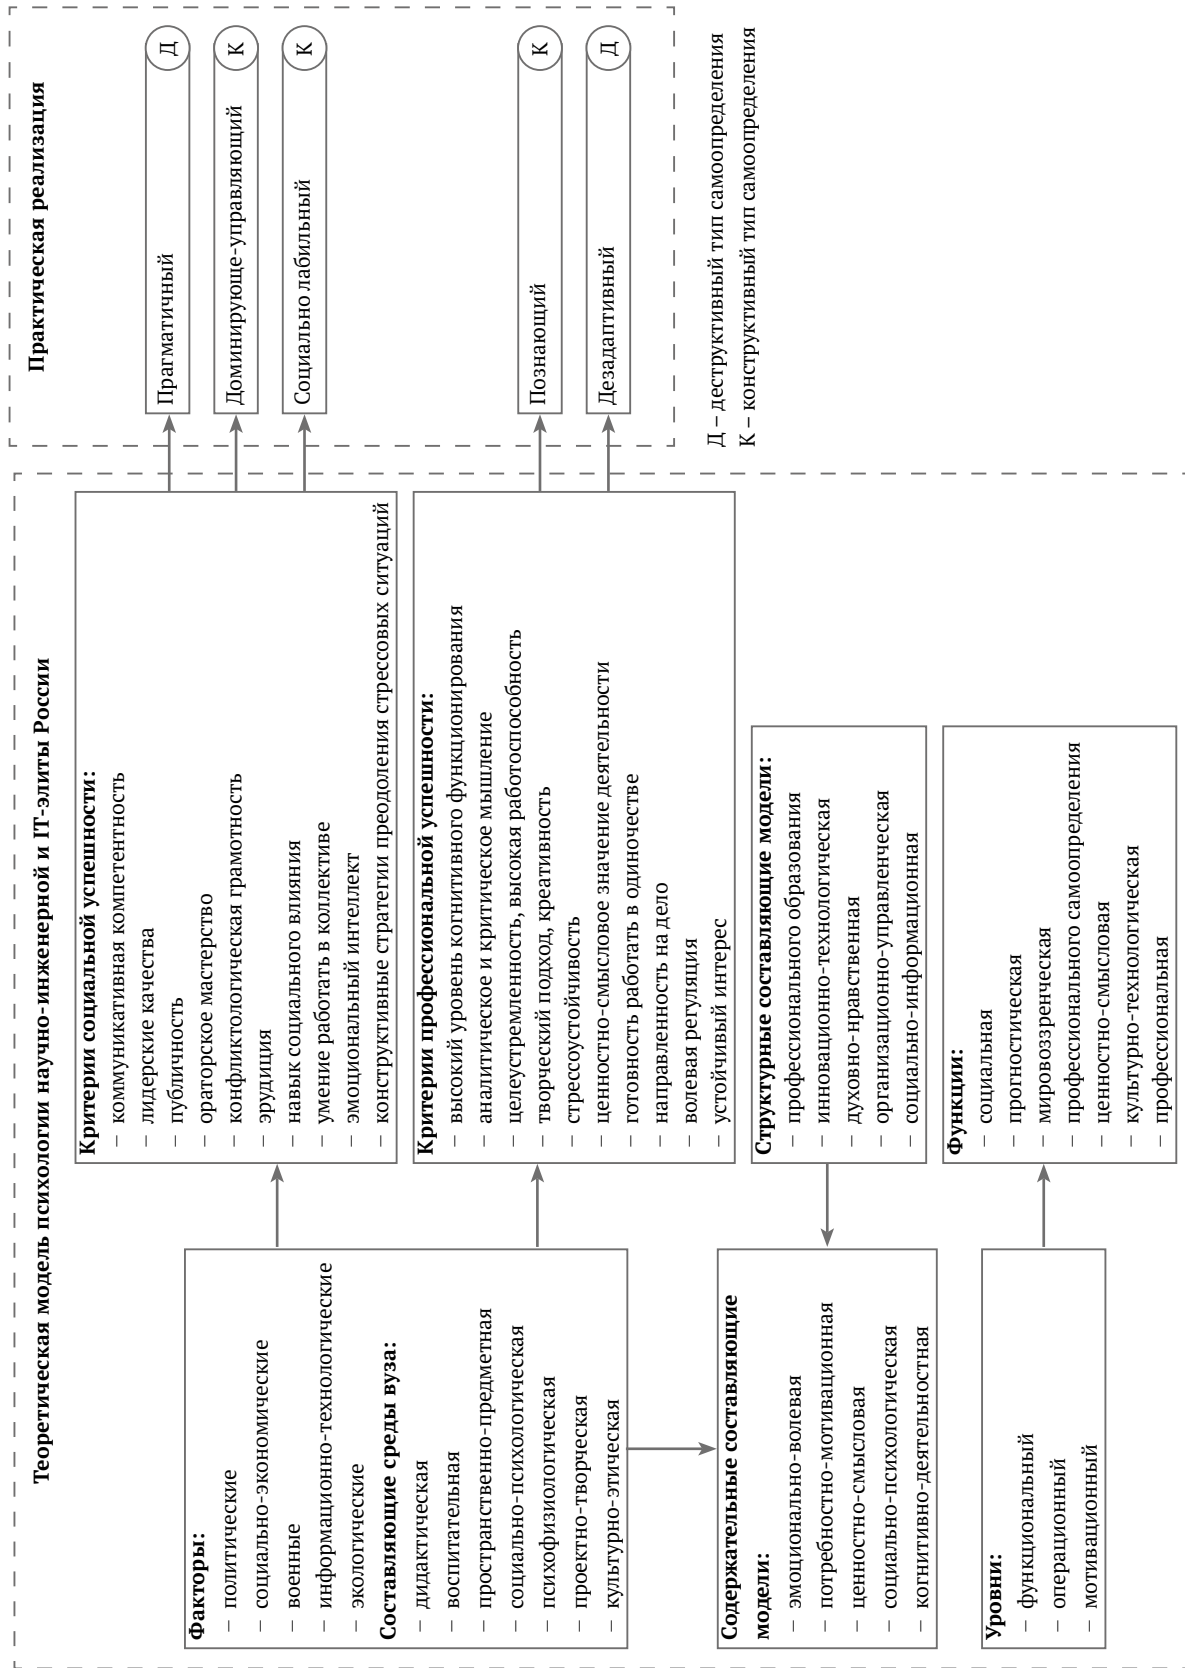 Теоретическая модель психологии научно-инженерной и IT-элиты России
Факторы:
– политические
– социально-экономические
– военные
– информационно-технологические
– экологические
Составляющие среды вуза:
– дидактическая
– воспитательная
– пространственно-предметная
– социально-психологическая
– психофизиологическая
– проектно-творческая
– культурно-этическая
Содержательные составляющие
модели:
– эмоционально-волевая
– потребностно-мотивационная
– ценностно-смысловая
– социально-психологическая
– когнитивно-деятельностная
Уровни:
– функциональный
– операционный
– мотивационный
Критерии социальной успешности:
– коммуникативная компетентность
– лидерские качества
– публичность
– ораторское мастерство
– конфликтологическая грамотность
– эрудиция
– навык социального влияния
– умение работать в коллективе
– эмоциональный интеллект
– конструктивные стратегии преодоления стрессовых ситуаций
Критерии профессиональной успешности:
– высокий уровень когнитивного функционирования
– аналитическое и критическое мышление
– целеустремленность, высокая работоспособность
– творческий подход, креативность
– стрессоустойчивость
– ценностно-смысловое значение деятельности
– готовность работать в одиночестве
– направленность на дело
– волевая регуляция
– устойчивый интерес
Структурные составляющие модели:
– профессионального образования
– инновационно-технологическая
– духовно-нравственная
– организационно-управленческая
– социально-информационная
Функции:
– социальная
– прогностическая
– мировоззренческая
– профессионального самоопределения
– ценностно-смысловая
– культурно-технологическая
– профессиональная
Практическая реализация
Прагматичный Д
Доминирующе-управляющий К
Социально лабильный К
Познающий К
Дезадаптивный Д
Д – деструктивный тип самоопределения
К – конструктивный тип самоопределения